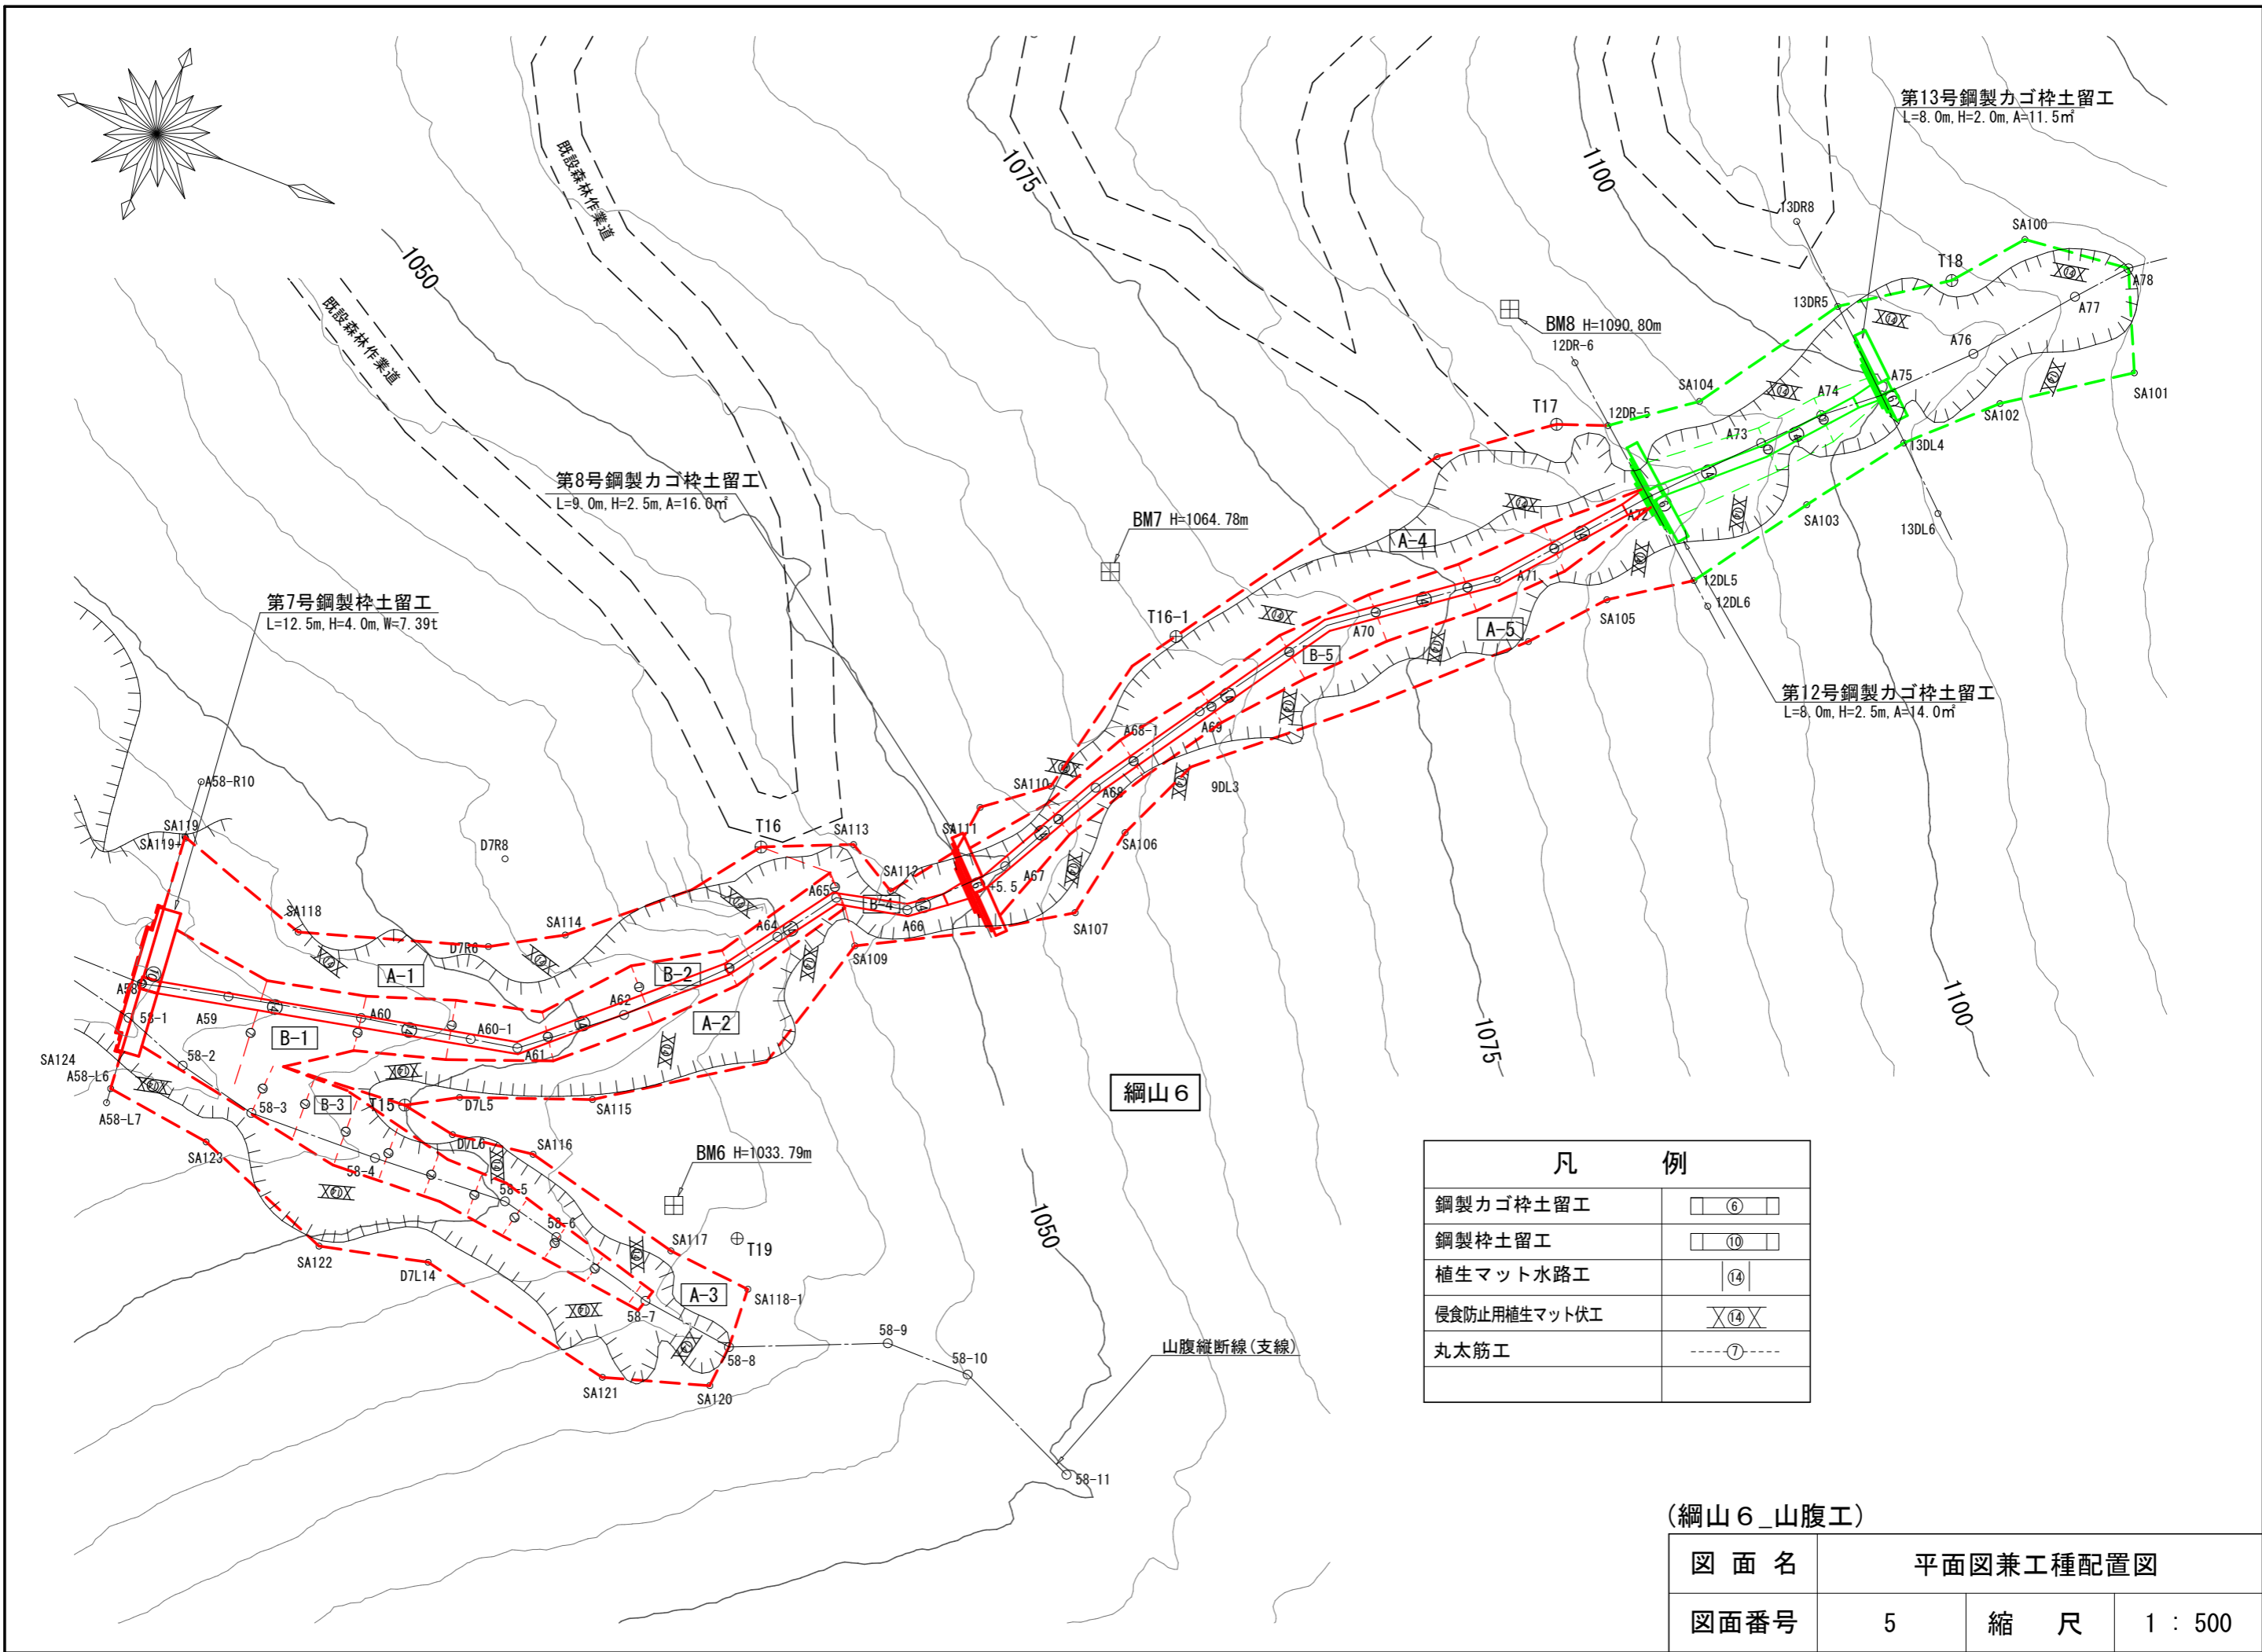 第13号鋼製カゴ枠土留工
L=8.0m,H=2.0m,A=11.5㎡
既設森林作業道
1075
1100
13DR8
SA100
1050
T18
A78
13DR5
A77
既設森林作業道
BM8 H=1090.80m
12DR-6
A76
SA104
A74
A75
SA101
T17
12DR-5
SA102
A73
13DL4
第8号鋼製カゴ枠土留工
L=9.0m,H=2.5m,A=16.0㎡
BM7 H=1064.78m
A72
SA103
13DL6
A-4
A71
12DL5
第7号鋼製枠土留工
L=12.5m,H=4.0m,W=7.39t
12DL6
T16-1
A70
A-5
SA105
B-5
第12号鋼製カゴ枠土留工
L=8.0m,H=2.5m,A=14.0㎡
A69
A68-1
A58-R10
SA110
A68
9DL3
SA119
SA119+
T16
SA113
SA111
SA106
D7R8
SA112
A67
+5.5
A65
B-4
SA118
SA114
A64
A66
SA107
D7R6
SA109
A-1
B-2
A58
A62
1100
58-1
A59
A60
A-2
B-1
A60-1
1075
A61
SA124
58-2
A58-L6
綱山6
A58-L7
58-3
B-3
T15
D7L5
SA115
SA123
D7L6
SA116
58-4
BM6 H=1033.79m
58-5
58-6
1050
SA117
T19
SA122
D7L14
A-3
SA118-1
58-7
58-8
58-9
58-10
山腹縦断線(支線)
SA121
SA120
58-11
凡 例
鋼製カゴ枠土留工 ⑥
鋼製枠土留工 ⑩
植生マット水路工 ⑭
侵食防止用植生マット伏工 ⑭
丸太筋工 ⑦
(綱山6_山腹工)
図面名 平面図兼工種配置図
図面番号 5 縮尺 1：500